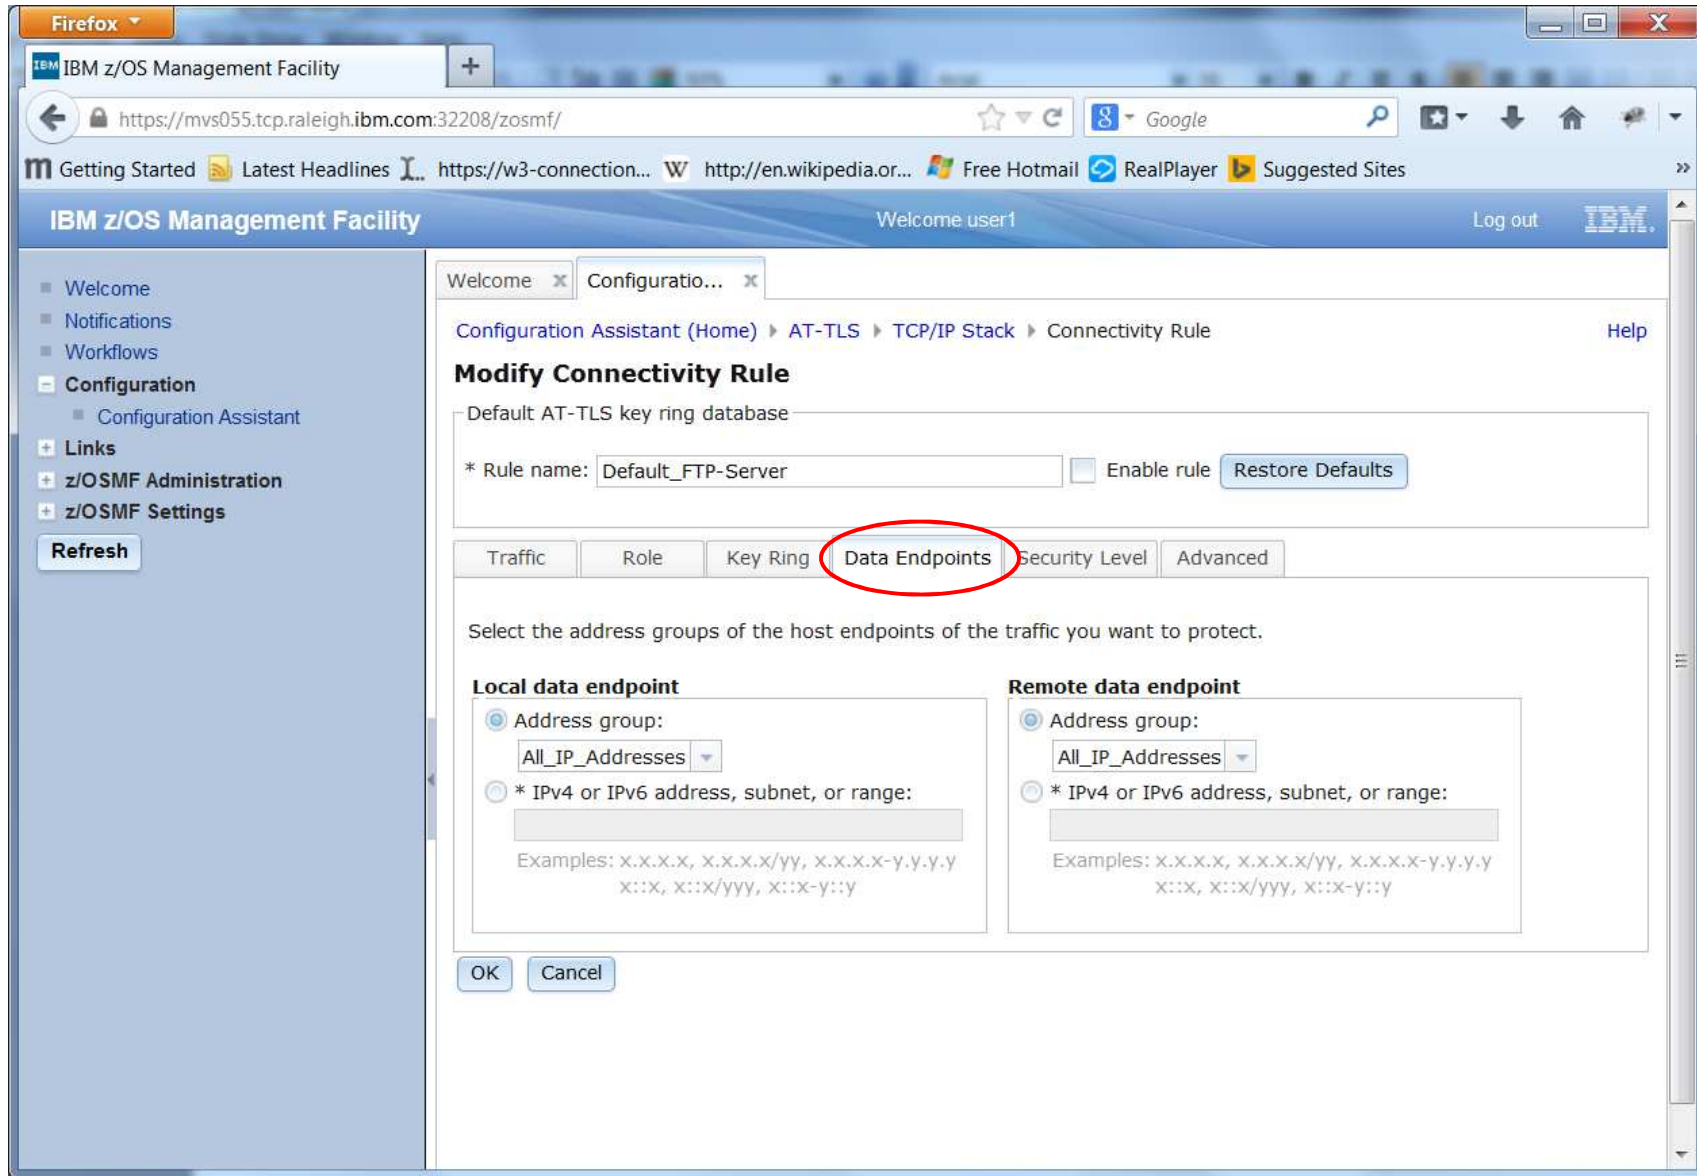 Firefox
IBM IBM z/OS Management Facility
https://mvs055.tcp.raleigh.ibm.com:32208/zosmf/
8 Google
m Getting Started Latest Headlines https://w3-connection... W http://en.wikipedia.or... Free Hotmail RealPlayer Suggested Sites »
IBM z/OS Management Facility Welcome user1 Log out IBM.
Welcome
Notifications
Workflows
Configuration
Configuration Assistant
Links
z/OSMF Administration
z/OSMF Settings
Refresh
Welcome x Configuratio... x
Configuration Assistant (Home) AT-TLS TCP/IP Stack Connectivity Rule Help
Modify Connectivity Rule
Default AT-TLS key ring database
* Rule name: Default_FTP-Server Enable rule Restore Defaults
Traffic Role Key Ring Data Endpoints Security Level Advanced
Select the address groups of the host endpoints of the traffic you want to protect.
Local data endpoint
Address group:
All_IP_Addresses
* IPv4 or IPv6 address, subnet, or range:
Examples: x.x.x.x, x.x.x.x/yy, x.x.x.x-y.y.y.y
x::x, x::x/yyy, x::x-y::y
Remote data endpoint
Address group:
All_IP_Addresses
* IPv4 or IPv6 address, subnet, or range:
Examples: x.x.x.x, x.x.x.x/yy, x.x.x.x-y.y.y.y
x::x, x::x/yyy, x::x-y::y
OK Cancel